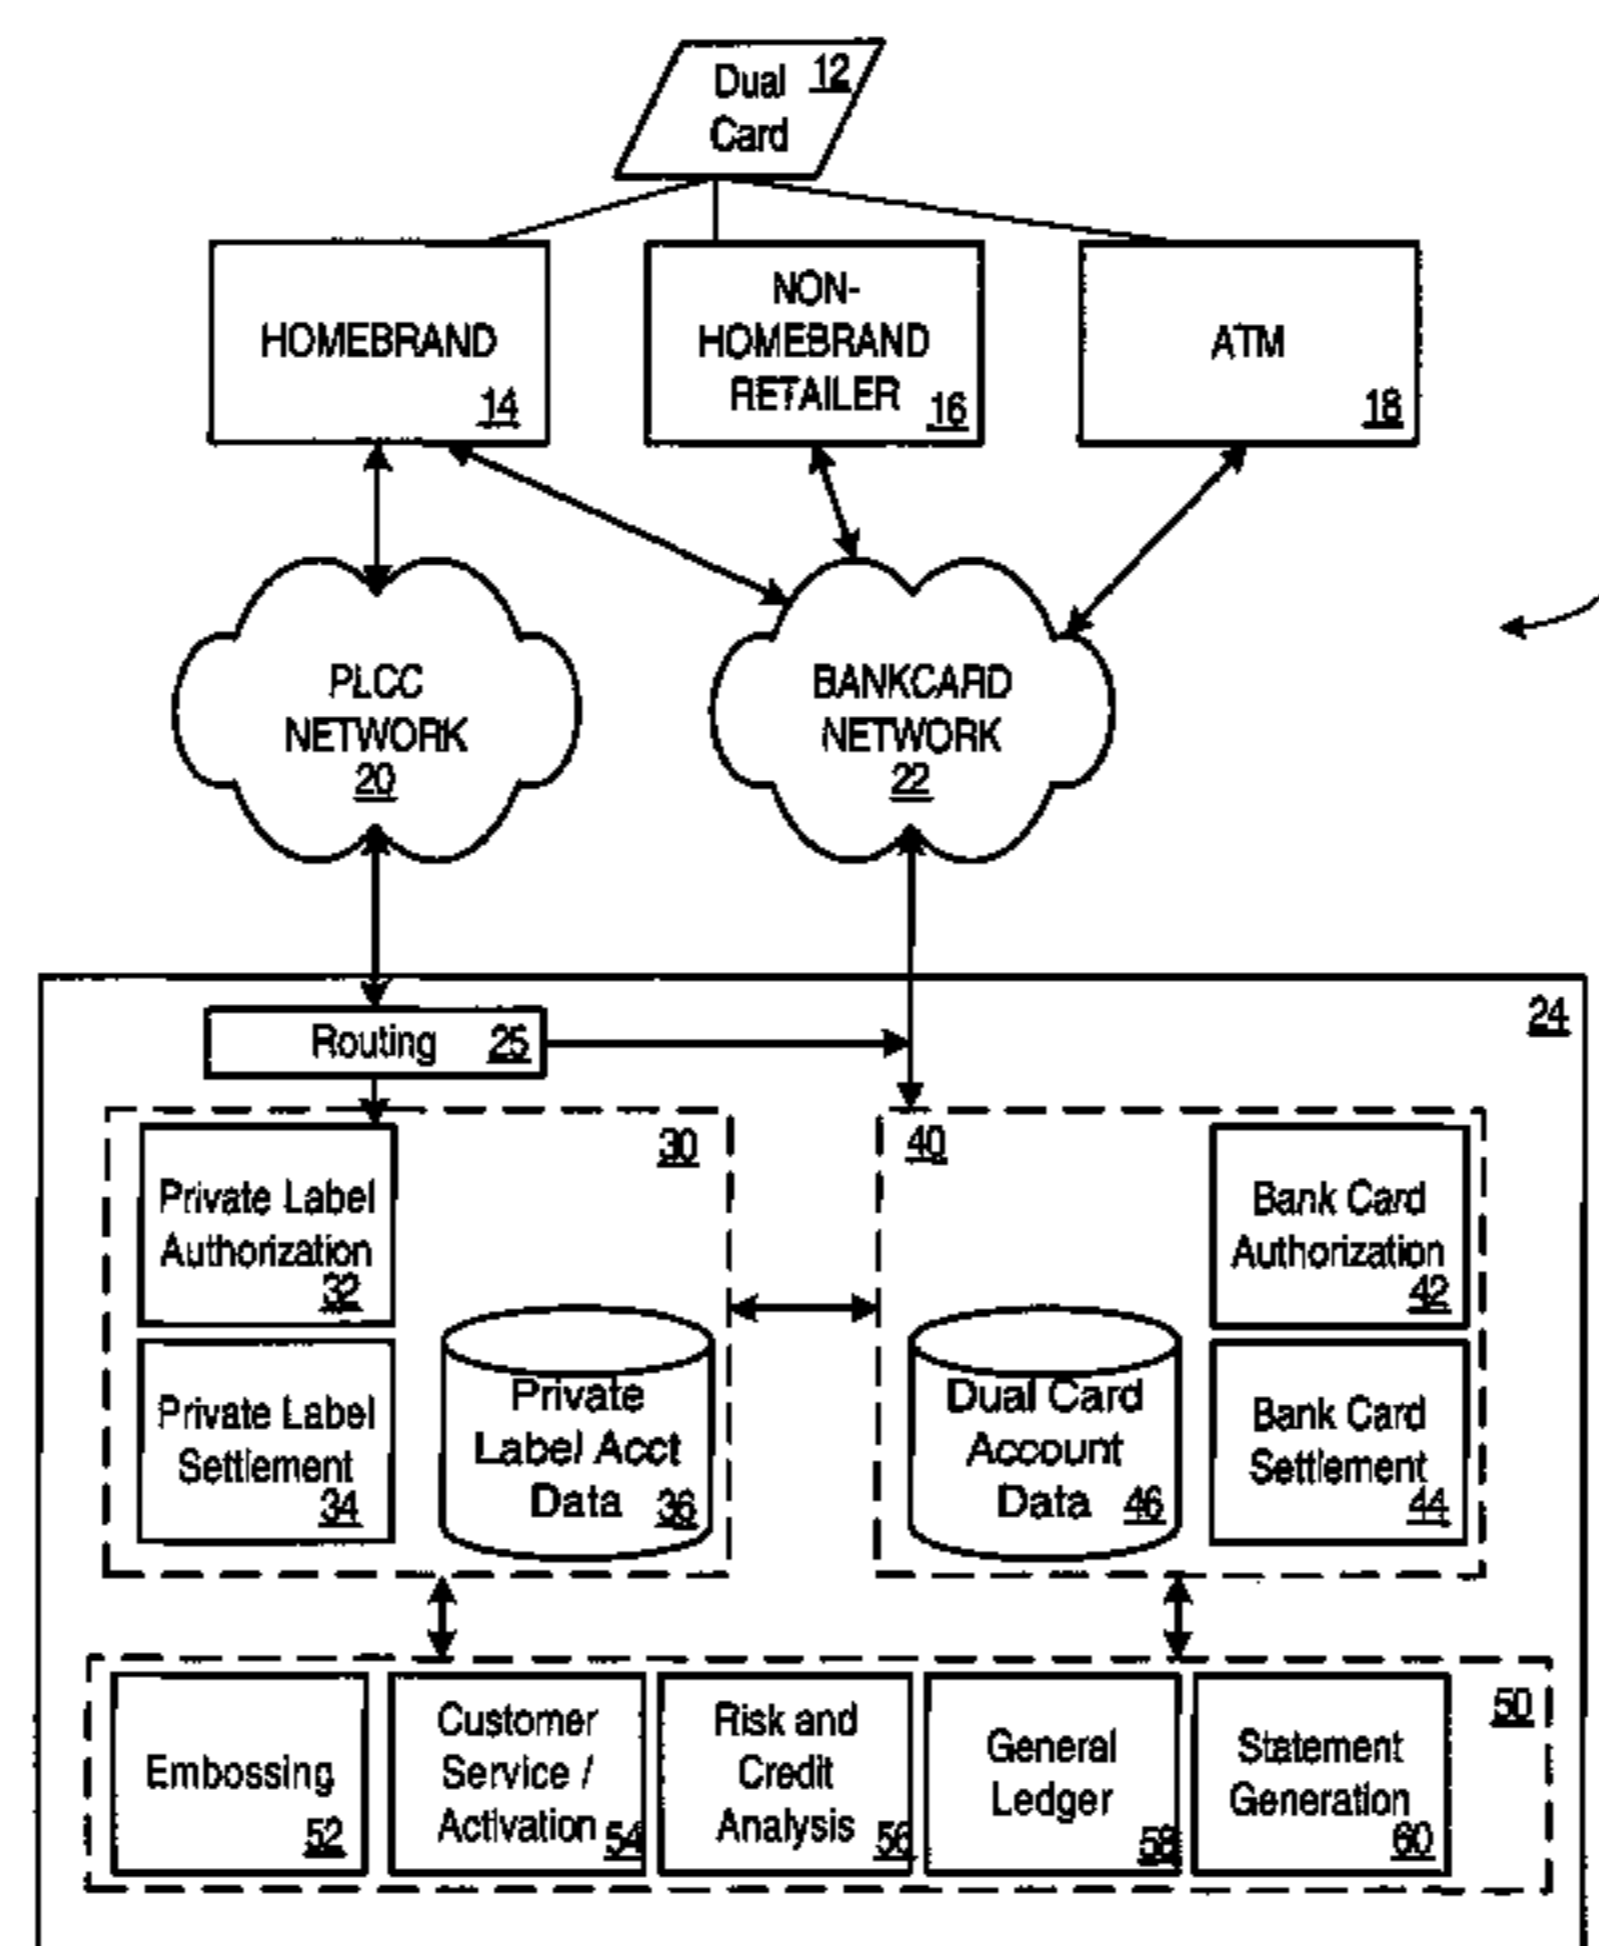 Dual 12
Card
HOMEBRAND
14
NON-
HOMEBRAND
RETAILER
16
ATM
18
PLCC
NETWORK
20
BANKCARD
NETWORK
22
24
Routing 25
30
Private Label
Authorization
32
Private Label
Settlement
34
Private
Label Acct
Data 36
40
Bank Card
Authorization
42
Dual Card
Account
Data 46
Bank Card
Settlement
44
50
Embossing
52
Customer
Service /
Activation 54
Risk and
Credit
Analysis 56
General
Ledger
58
Statement
Generation
60